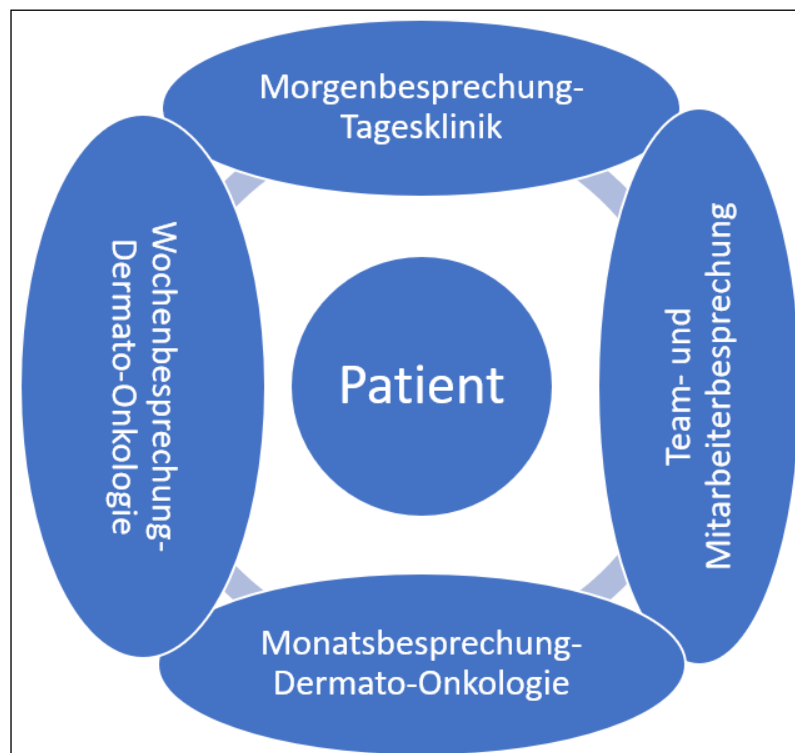 Morgenbesprechung-
Tagesklinik
Wochenbesprechung-
Dermato-Onkologie
Patient
Team- und
Mitarbeiterbesprechung
Monatsbesprechung-
Dermato-Onkologie